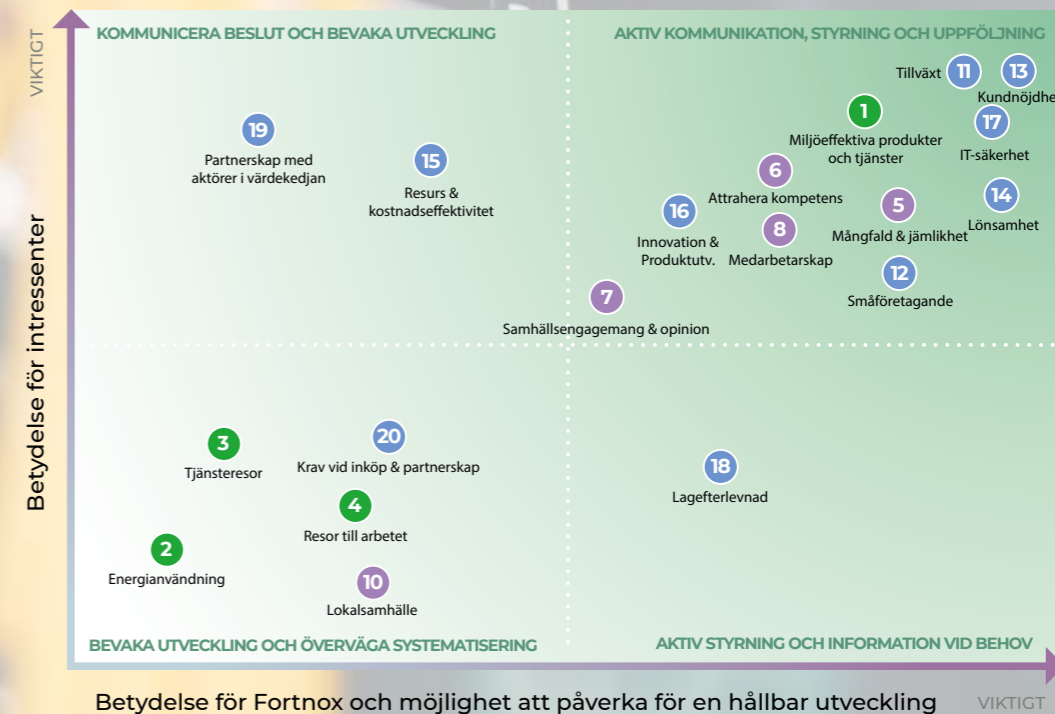 VIKTIGT
Betydelse för intressenter
KOMMUNICERA BESLUT OCH BEVAKA UTVECKLING
AKTIV KOMMUNIKATION, STYRNING OCH UPPFÖLJNING
Tillväxt
11
13
Kundnöjdhe
1
Miljöeffektiva produkter
och tjänster
17
IT-säkerhet
19
Partnerskap med
aktörer i värdekedjan
15
Resurs &
kostnadseffektivitet
6
Attrahera kompetens
16
Innovation &
Produktutv.
8
Medarbetarskap
5
Mångfald & jämlikhet
14
Lönsamhet
12
Småföretagande
7
Samhällsengagemang & opinion
3
Tjänsteresor
20
Krav vid inköp & partnerskap
18
Lagefterlevnad
4
Resor till arbetet
2
Energianvändning
10
Lokalsamhälle
BEVAKA UTVECKLING OCH ÖVERVÄGA SYSTEMATISERING
AKTIV STYRNING OCH INFORMATION VID BEHOV
Betydelse för Fortnox och möjlighet att påverka för en hållbar utveckling
VIKTIGT